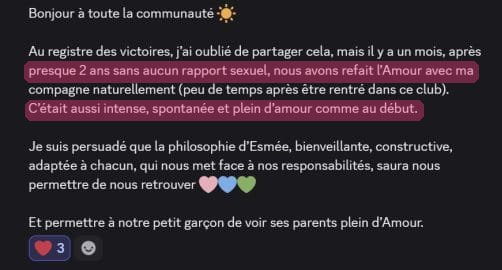 Bonjour à toute la communauté ☀️
Au registre des victoires, j'ai oublié de partager cela, mais il y a un mois, après
presque 2 ans sans aucun rapport sexuel, nous avons refait l'Amour avec ma
compagne naturellement (peu de temps après être rentré dans ce club).
C'était aussi intense, spontanée et plein d'amour comme au début.
Je suis persuadé que la philosophie d'Esmée, bienveillante, constructive,
adaptée à chacun, qui nous met face à nos responsabilités, saura nous
permettre de nous retrouver 🩷🩵💚
Et permettre à notre petit garçon de voir ses parents plein d'Amour.
❤️ 3